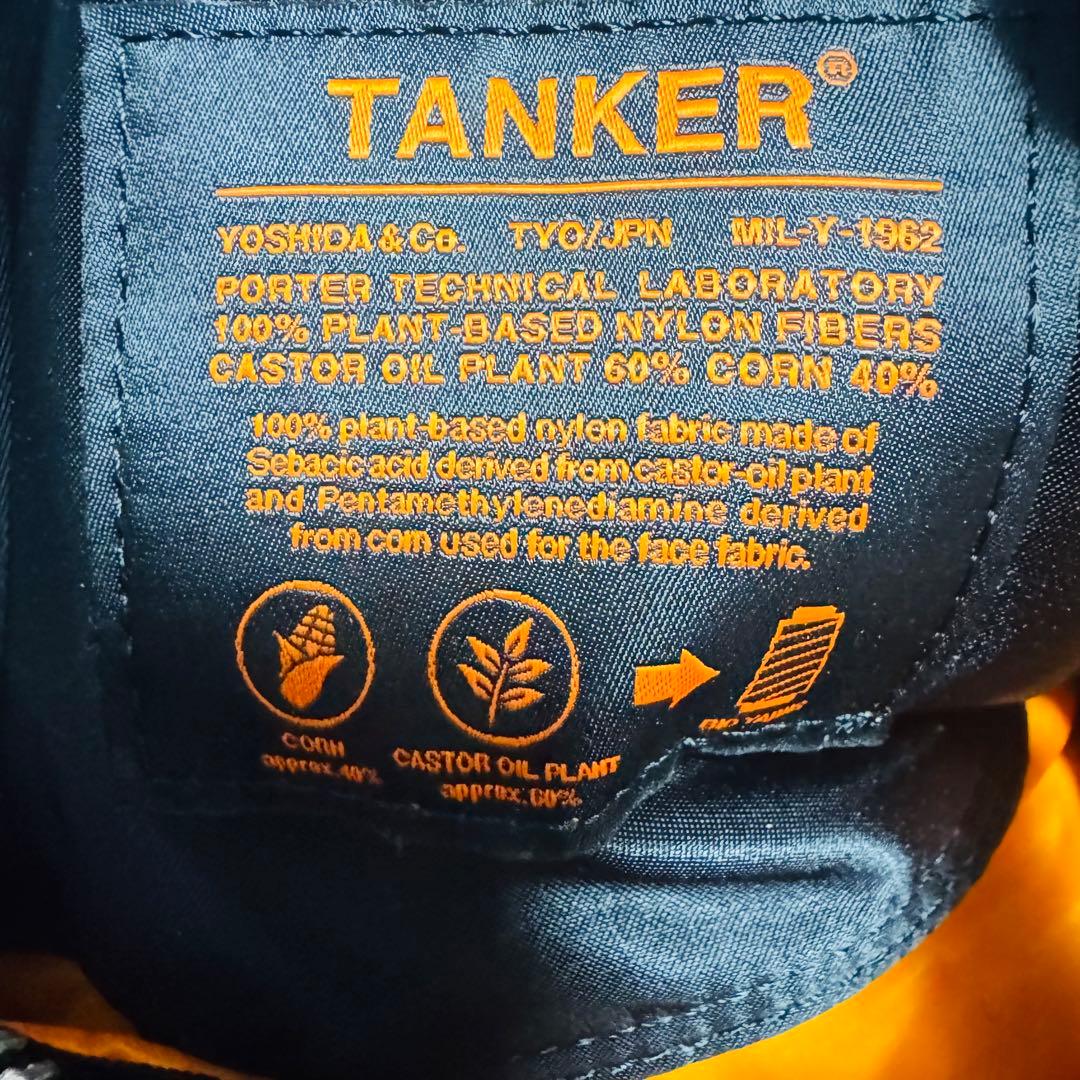 TANKER®
YOSHIDA & Co. TYO/JPN MIL-Y-1962
PORTER TECHNICAL LABORATORY
100% PLANT-BASED NYLON FIBERS
CASTOR OIL PLANT 60% CORN 40%
100% plant-based nylon fabric made of
Sebacic acid derived from castor-oil plant
and Pentamethylenediamine derived
from corn used for the face fabric.
CORN
approx.40%
CASTOR OIL PLANT
approx.60%